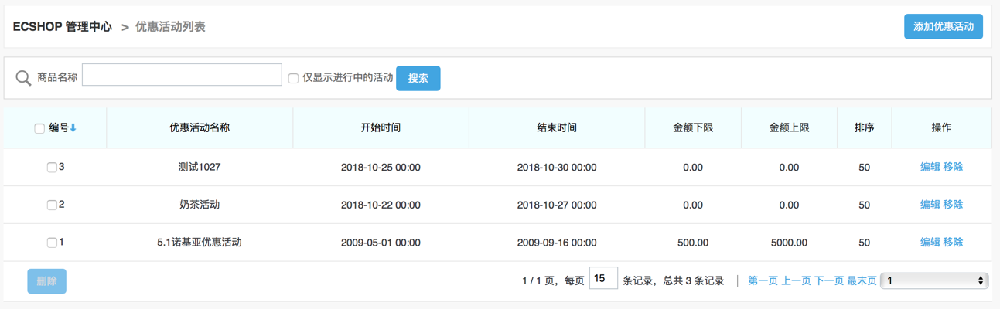 ECSHOP 管理中心 > 优惠活动列表 添加优惠活动
商品名称 仅显示进行中的活动 搜索
编号 优惠活动名称 开始时间 结束时间 金额下限 金额上限 排序 操作
3 测试1027 2018-10-25 00:00 2018-10-30 00:00 0.00 0.00 50 编辑 移除
2 奶茶活动 2018-10-22 00:00 2018-10-27 00:00 0.00 0.00 50 编辑 移除
1 5.1诺基亚优惠活动 2009-05-01 00:00 2009-09-16 00:00 500.00 5000.00 50 编辑 移除
删除 1 / 1 页，每页 15 条记录，总共 3 条记录 | 第一页 上一页 下一页 最末页 1